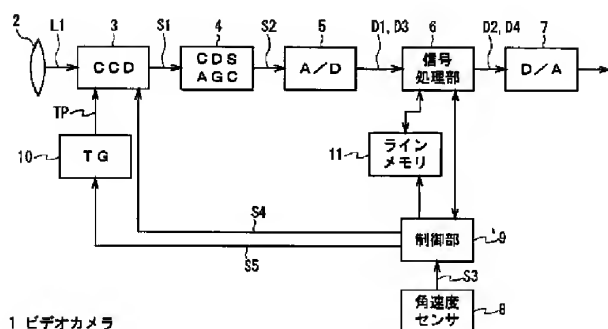 2
L1
3
CCD
S1
4
CDS
AGC
S2
5
A/D
D1, D3
6
信号
処理部
D2, D4
7
D/A
TP
10
TG
11
ライン
メモリ
S4
S5
制御部
9
S3
角速度
センサ
8
1 ビデオカメラ